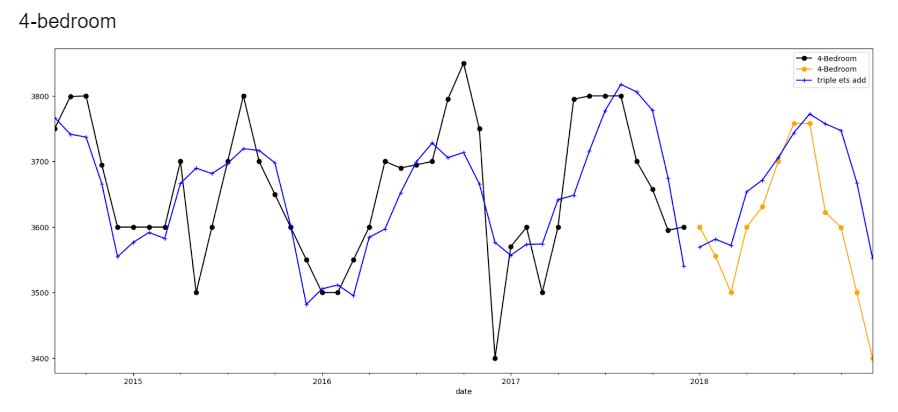 4-bedroom
4-Bedroom
4-Bedroom
triple ets add
3800
3700
3600
3500
3400
2015 2016 2017 2018
date